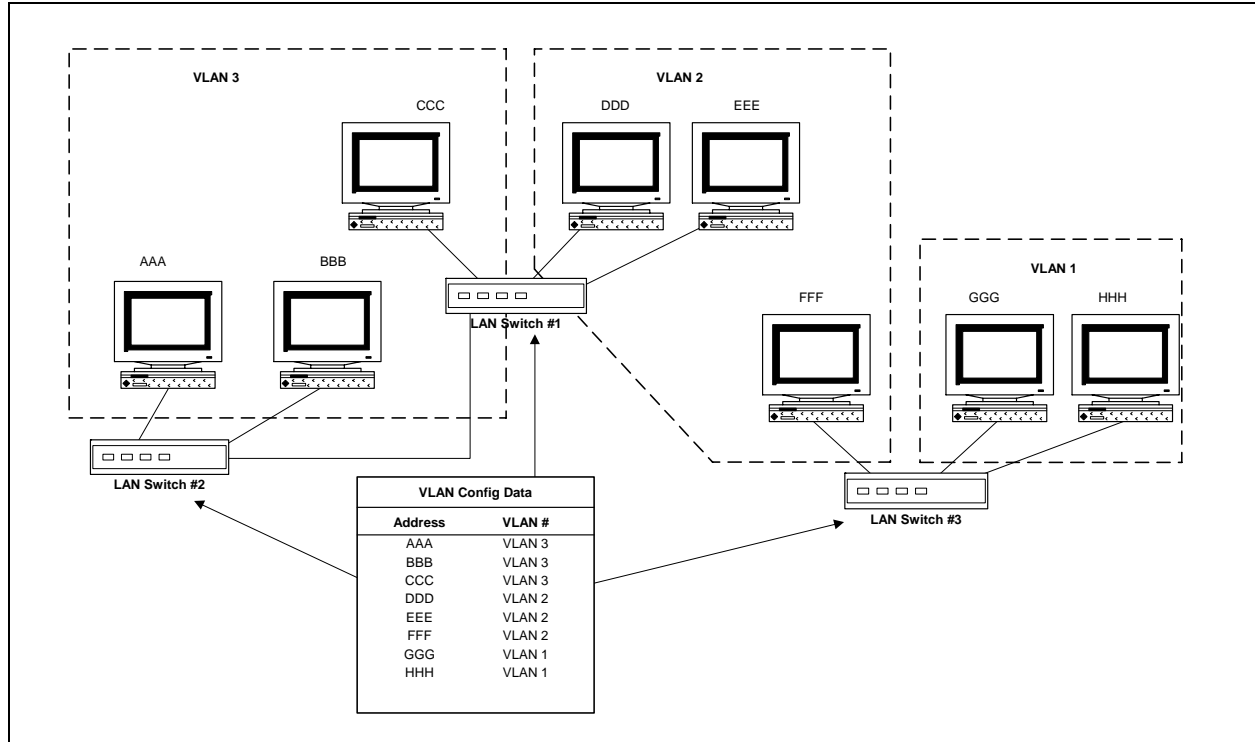 VLAN 3
VLAN 2
CCC
DDD
EEE
AAA
BBB
VLAN 1
FFF
GGG
HHH
LAN Switch #1
LAN Switch #2
LAN Switch #3
VLAN Config Data
Address VLAN #
AAA VLAN 3
BBB VLAN 3
CCC VLAN 3
DDD VLAN 2
EEE VLAN 2
FFF VLAN 2
GGG VLAN 1
HHH VLAN 1